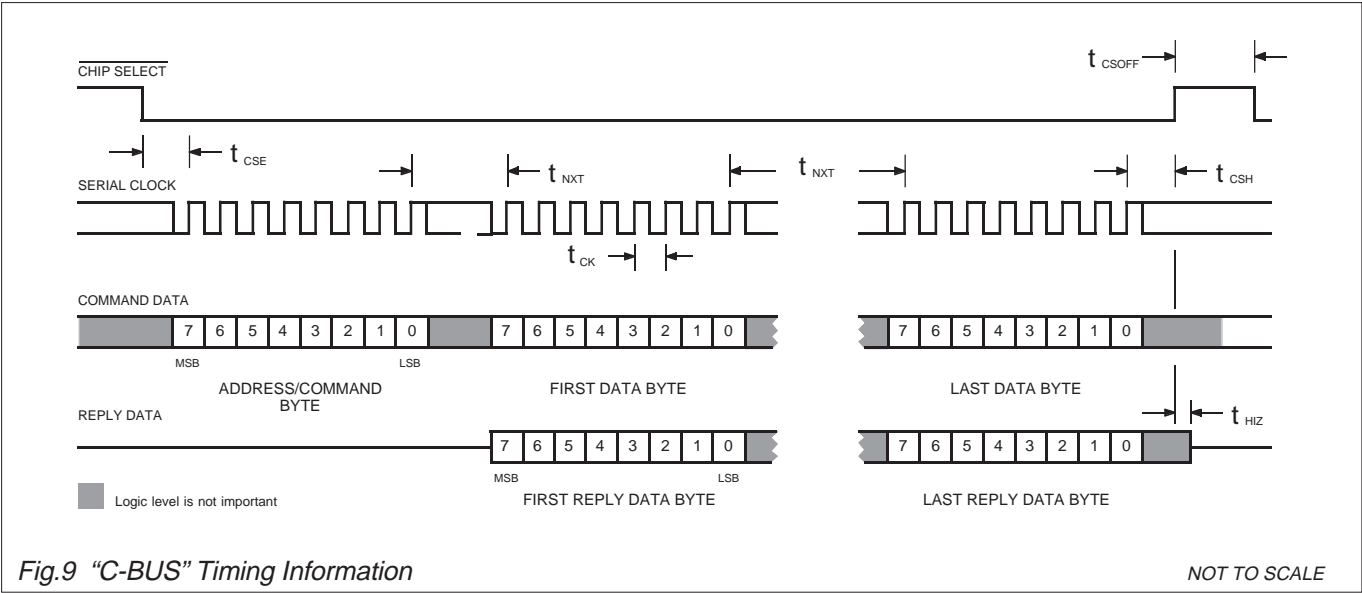 t CSOFF
CHIP SELECT
t CSE
t NXT
t NXT
t CSH
SERIAL CLOCK
t CK
COMMAND DATA
7 6 5 4 3 2 1 0 7 6 5 4 3 2 1 0 7 6 5 4 3 2 1 0
MSB LSB
ADDRESS/COMMAND
BYTE
FIRST DATA BYTE
LAST DATA BYTE
REPLY DATA
t HIZ
7 6 5 4 3 2 1 0 7 6 5 4 3 2 1 0
MSB LSB
Logic level is not important
FIRST REPLY DATA BYTE
LAST REPLY DATA BYTE
Fig.9 "C-BUS" Timing Information
NOT TO SCALE